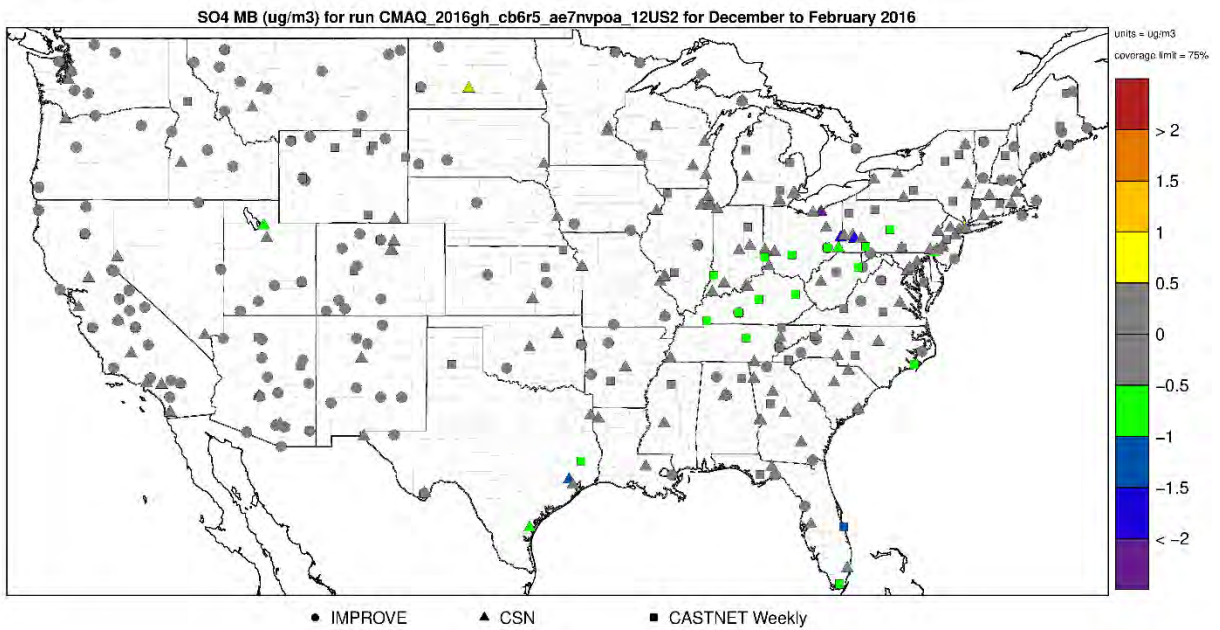 SO4 MB (ug/m3) for run CMAQ_2016gh_cb6r5_ae7nvpoa_12US2 for December to February 2016
units = ug/m3
coverage limit = 75%
> 2
1.5
1
0.5
0
−0.5
−1
−1.5
< −2
● IMPROVE ▲ CSN ■ CASTNET Weekly